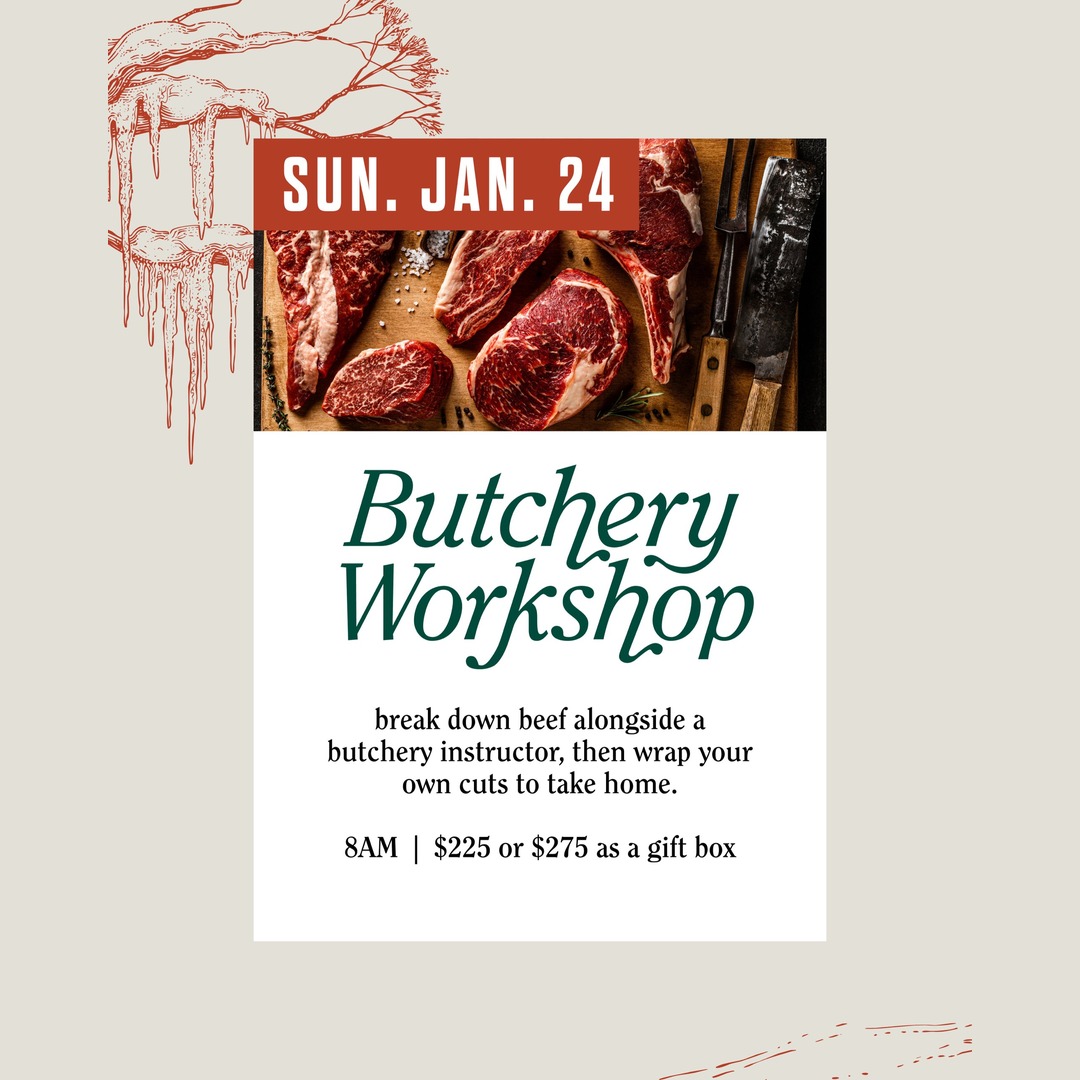 SUN. JAN. 24
Butchery
Workshop
break down beef alongside a
butchery instructor, then wrap your
own cuts to take home.
8AM | $225 or $275 as a gift box